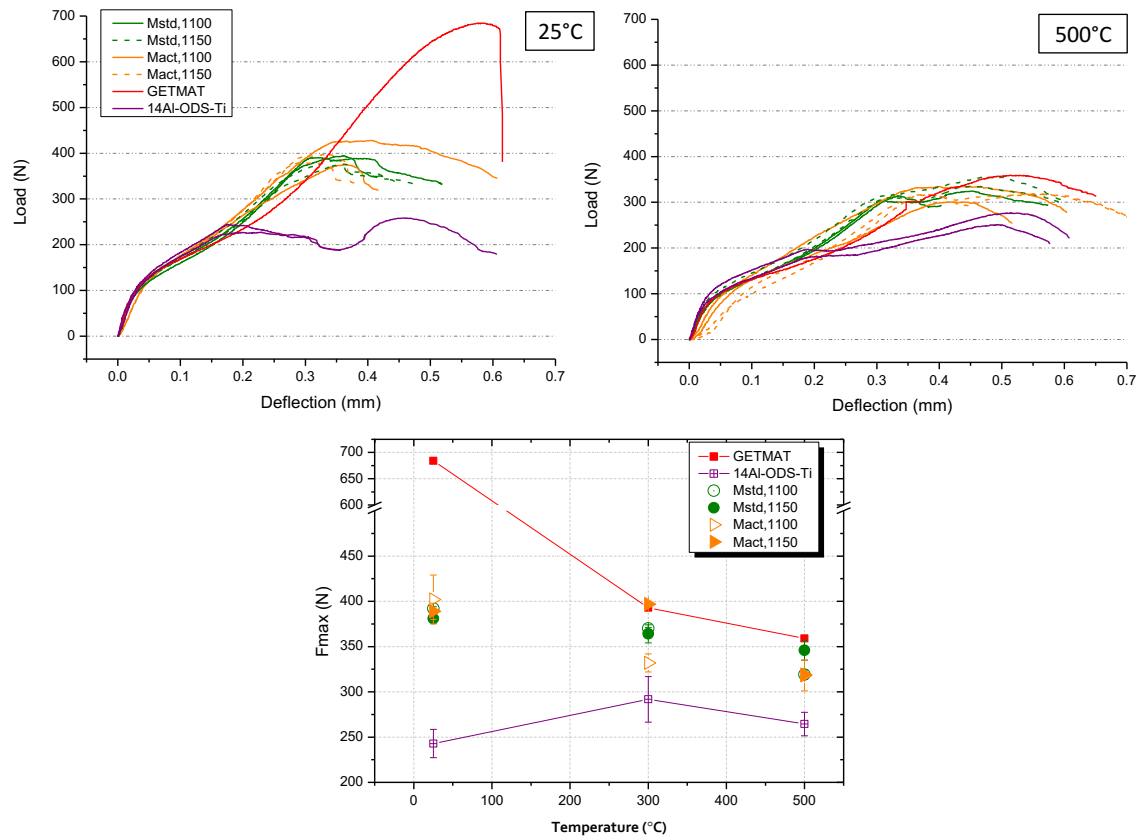 Mstd,1100
Mstd,1150
Mact,1100
Mact,1150
GETMAT
14Al-ODS-Ti
25°C
700
600
500
400
300
200
100
0
Load (N)
0.0 0.1 0.2 0.3 0.4 0.5 0.6 0.7
Deflection (mm)
500°C
700
600
500
400
300
200
100
0
Load (N)
0.0 0.1 0.2 0.3 0.4 0.5 0.6 0.7
Deflection (mm)
GETMAT
14Al-ODS-Ti
Mstd,1100
Mstd,1150
Mact,1100
Mact,1150
700
650
600
450
400
350
300
250
200
Fmax (N)
0 100 200 300 400 500
Temperature (°C)